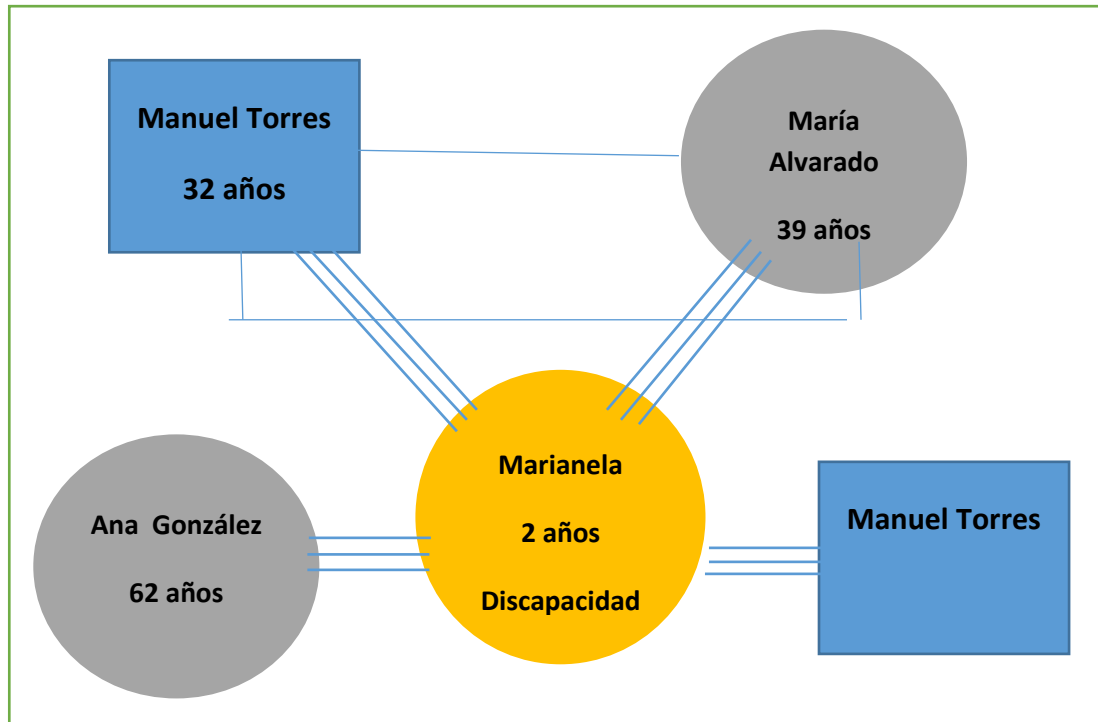 Manuel Torres
32 años
María
Alvarado
39 años
Marianela
2 años
Discapacidad
Ana González
62 años
Manuel Torres